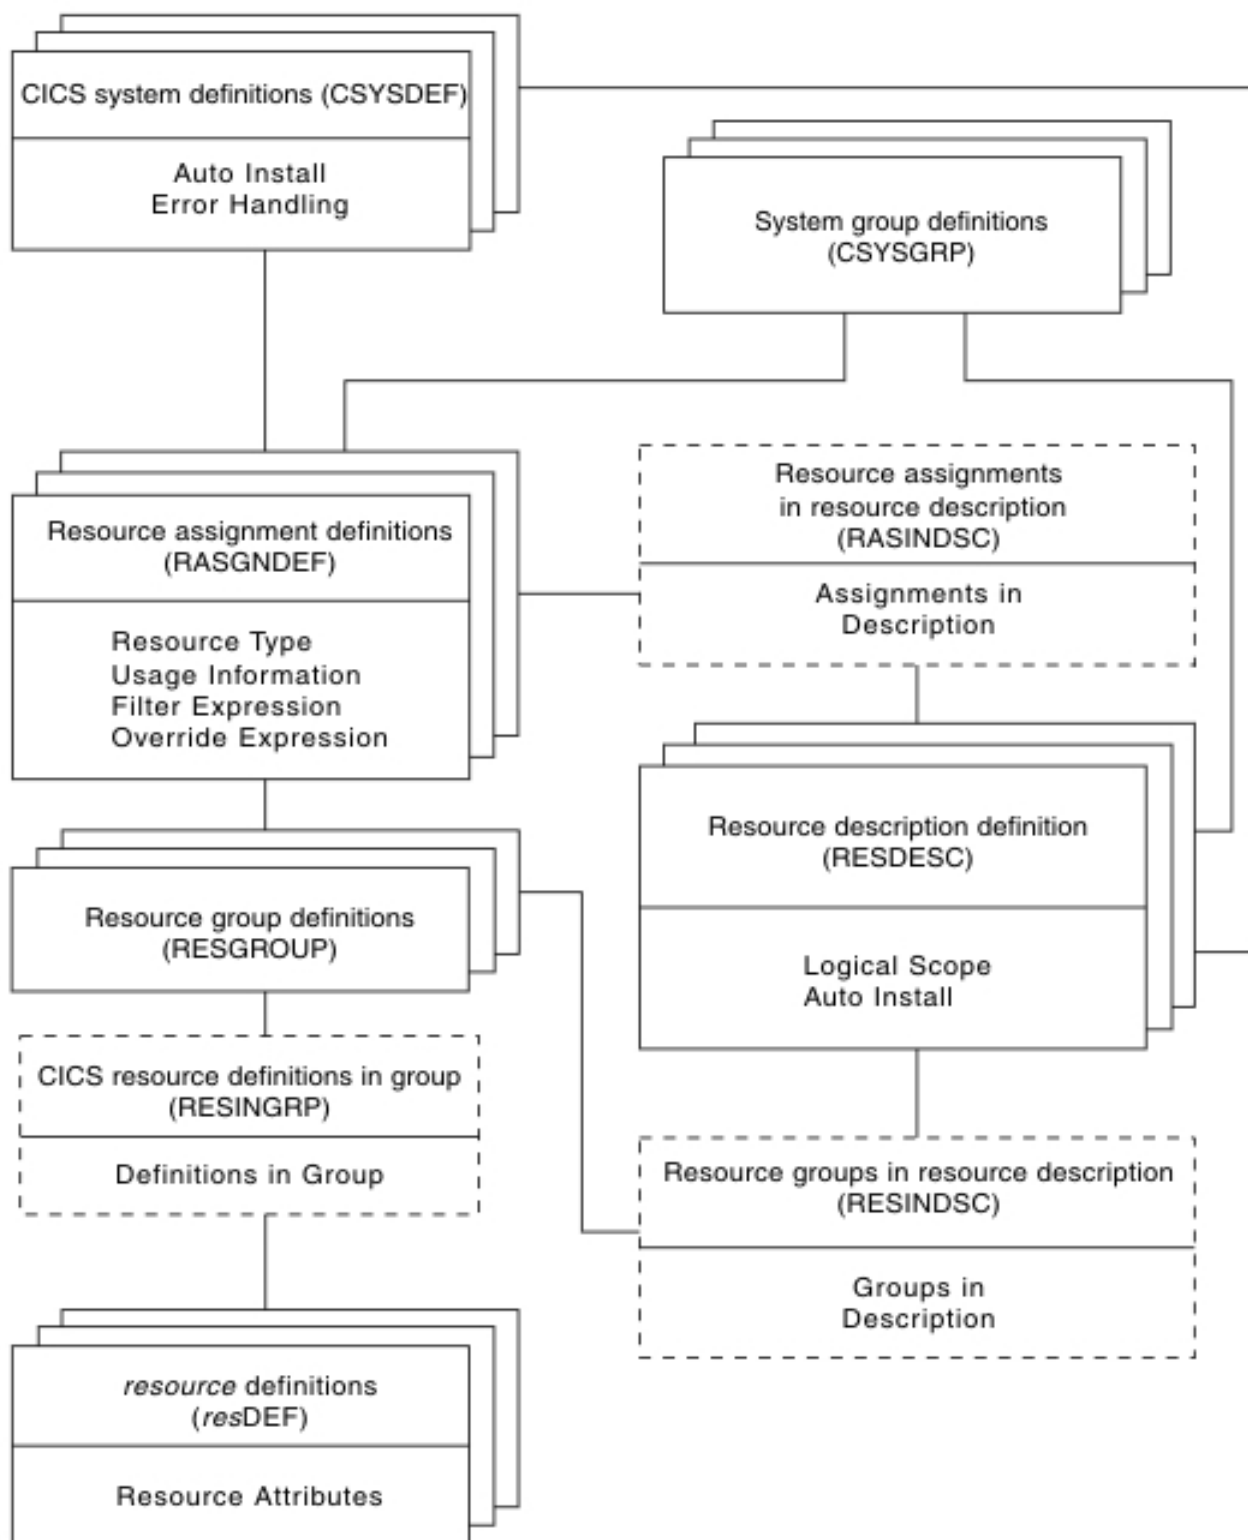 CICS system definitions (CSYSDEF)
Auto Install
Error Handling
System group definitions
(CSYSGRP)
Resource assignment definitions
(RASGNDEF)
Resource Type
Usage Information
Filter Expression
Override Expression
Resource assignments
in resource description
(RASINDSC)
Assignments in
Description
Resource group definitions
(RESGROUP)
Resource description definition
(RESDESC)
Logical Scope
Auto Install
CICS resource definitions in group
(RESINGRP)
Definitions in Group
Resource groups in resource description
(RESINDSC)
Groups in
Description
resource definitions
(resDEF)
Resource Attributes